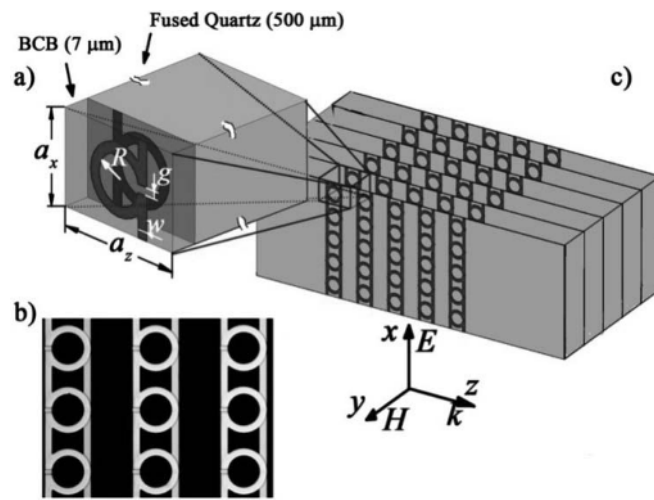 Fused Quartz (500 μm)
BCB (7 μm)
a)
c)
a_x
R
g
w
a_z
b)
x
E
y
H
z
k